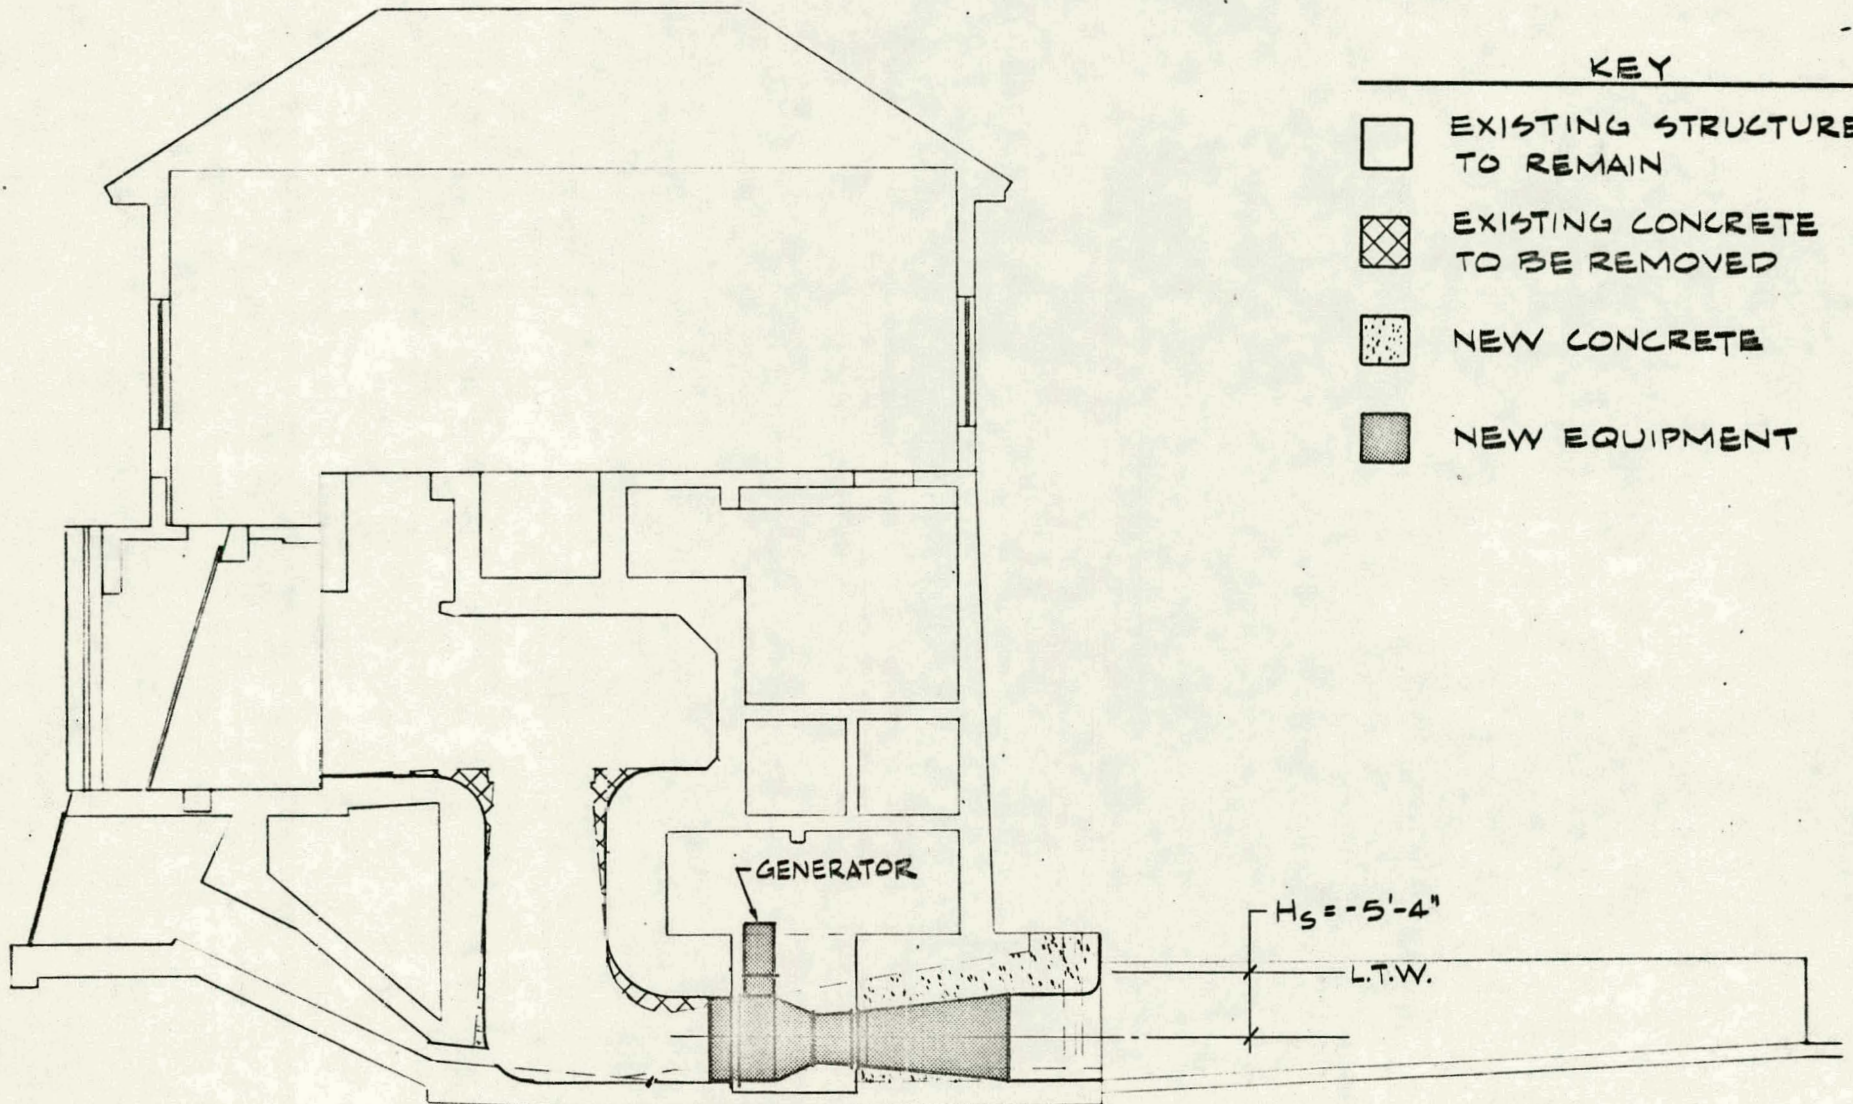 KEY
EXISTING STRUCTURE
TO REMAIN
EXISTING CONCRETE
TO BE REMOVED
NEW CONCRETE
NEW EQUIPMENT
GENERATOR
HS = -5'-4"
L.T.W.